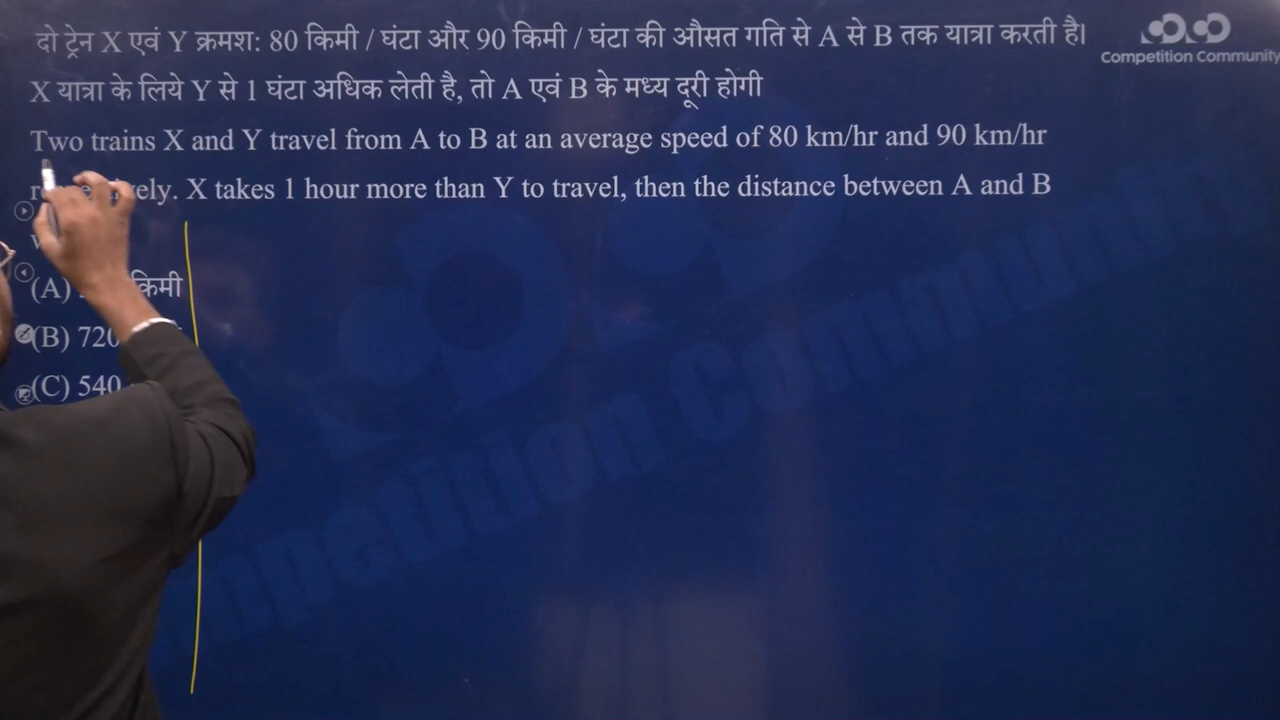 दो ट्रेन X एवं Y क्रमश: 80 किमी / घंटा और 90 किमी / घंटा की औसत गति से A से B तक यात्रा करती है।
Competition Community
X यात्रा के लिये Y से 1 घंटा अधिक लेती है, तो A एवं B के मध्य दूरी होगी
Two trains X and Y travel from A to B at an average speed of 80 km/hr and 90 km/hr
X takes 1 hour more than Y to travel, then the distance between A and B
(A) किमी
(B) 720
(C) 540